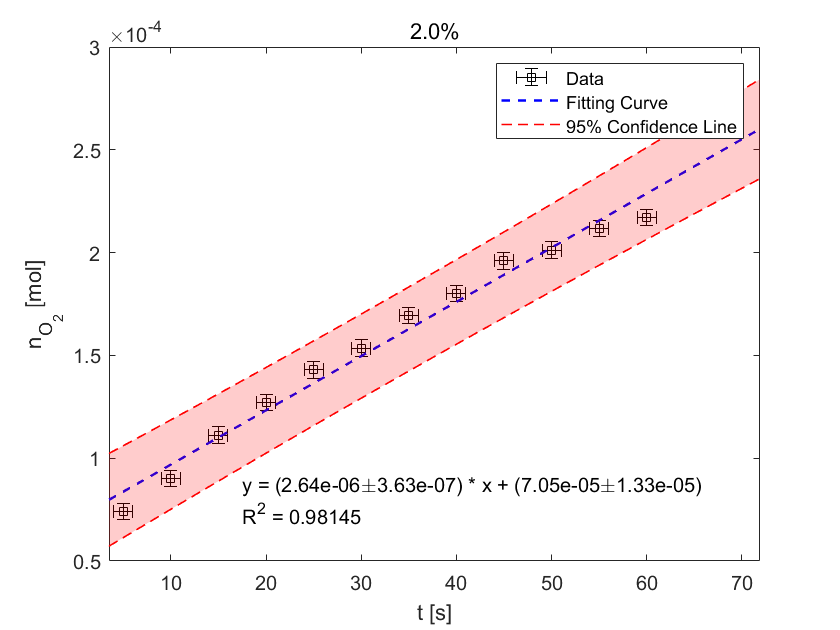 2.0%
×10⁻⁴
3
2.5
2
1.5
1
0.5
n_O₂ [mol]
Data
Fitting Curve
95% Confidence Line
y = (2.64e-06±3.63e-07) * x + (7.05e-05±1.33e-05)
R² = 0.98145
10 20 30 40 50 60 70
t [s]